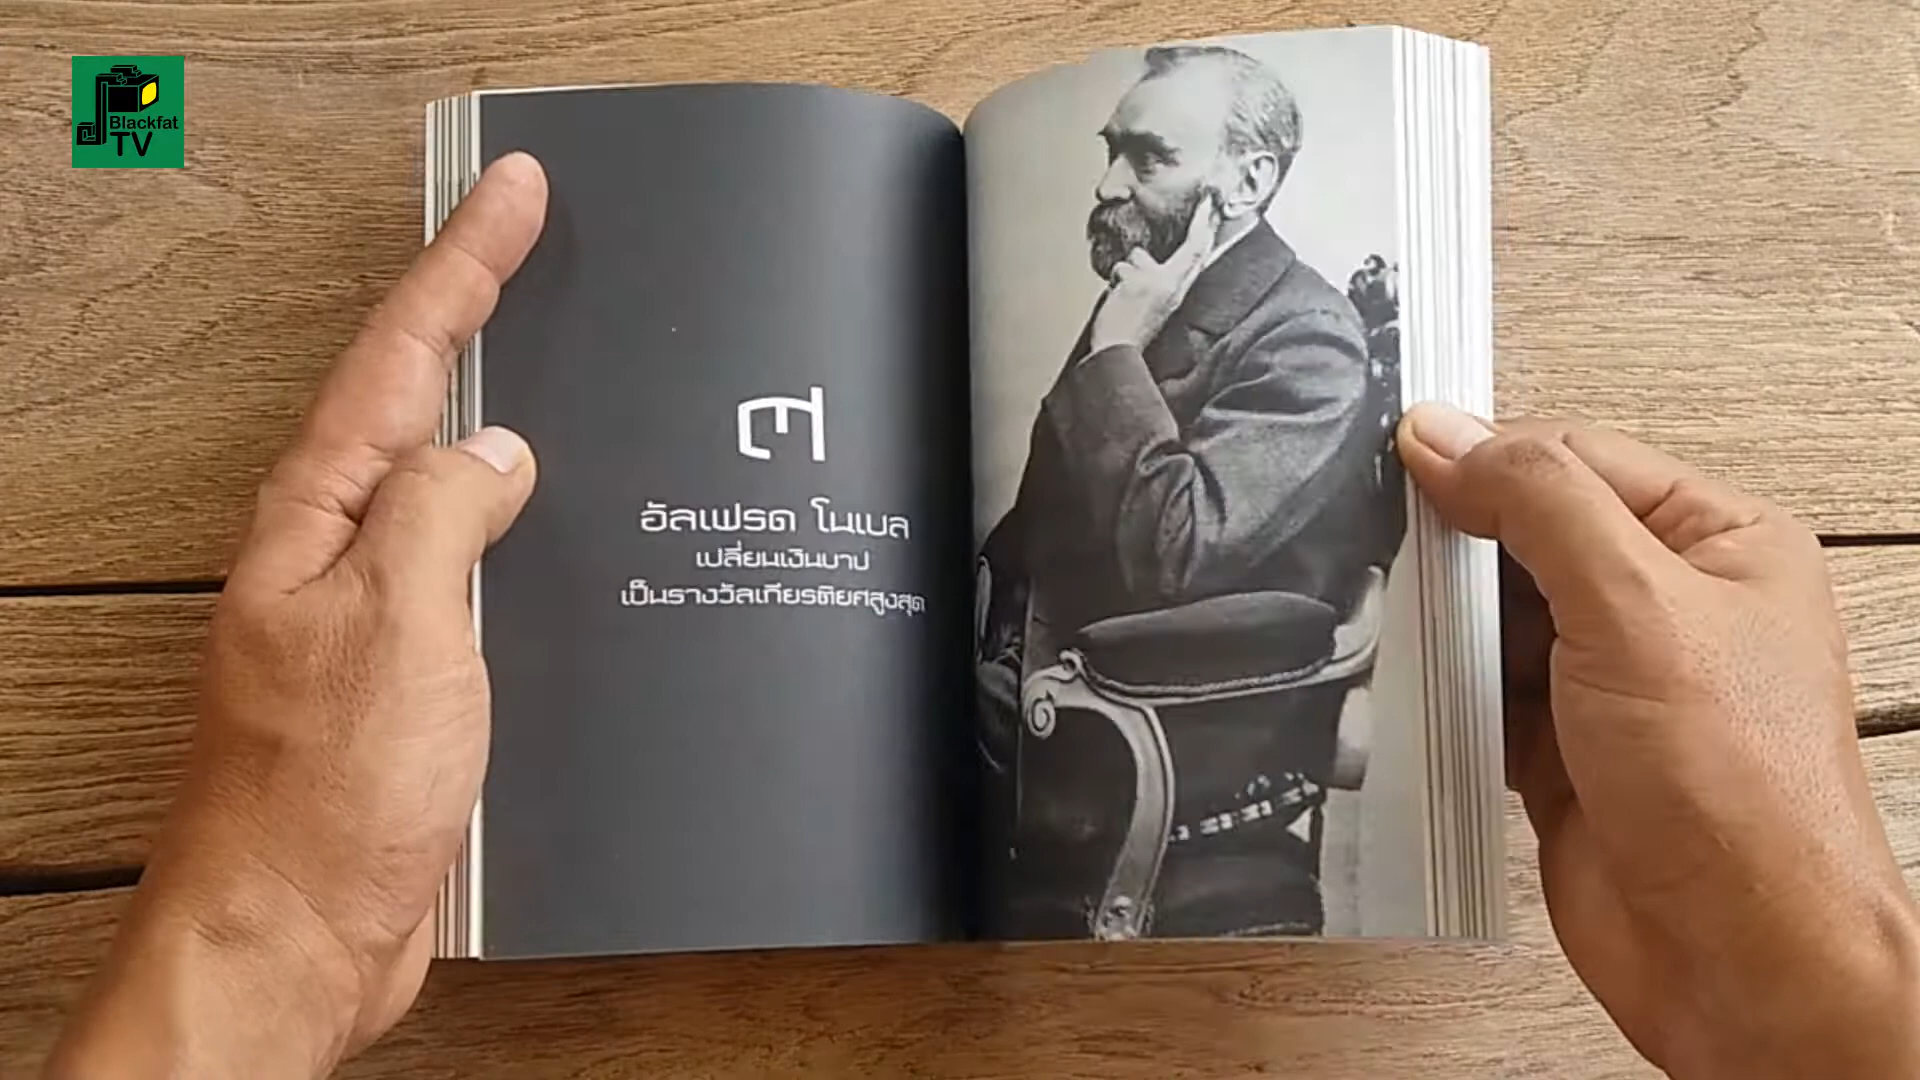 Blackfat
TV
๗
อัลเฟรด โนเบล
เปลี่ยนเงินบาป
เป็นรางวัลเกียรติยศสูงสุด